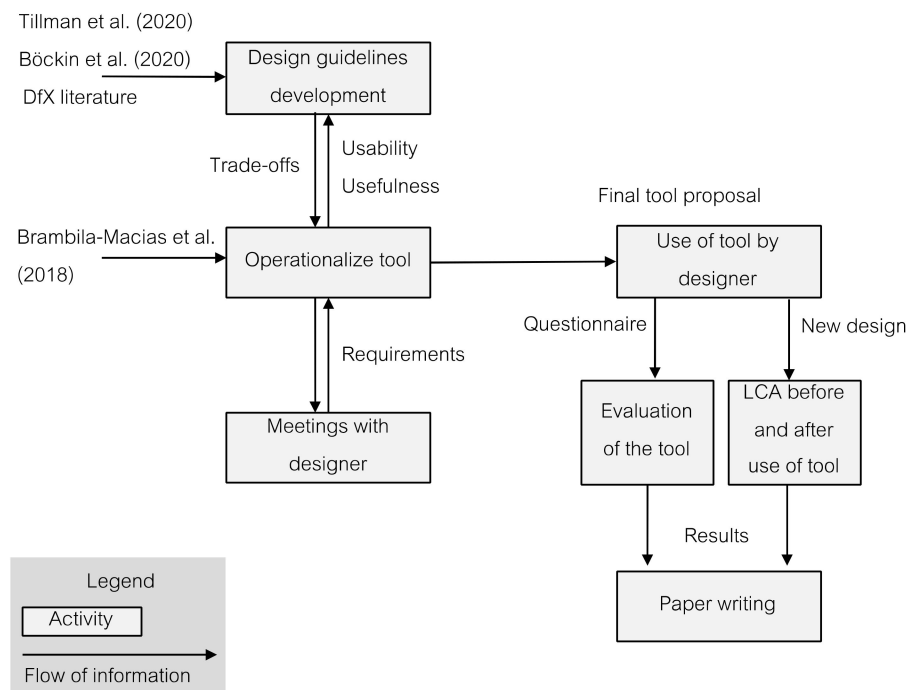 Tillman et al. (2020)
Böckin et al. (2020)
DfX literature
Design guidelines
development
Trade-offs
Usability
Usefulness
Brambila-Macias et al.
(2018)
Operationalize tool
Requirements
Meetings with
designer
Final tool proposal
Use of tool by
designer
Questionnaire
New design
Evaluation
of the tool
LCA before
and after
use of tool
Results
Paper writing
Legend
Activity
Flow of information